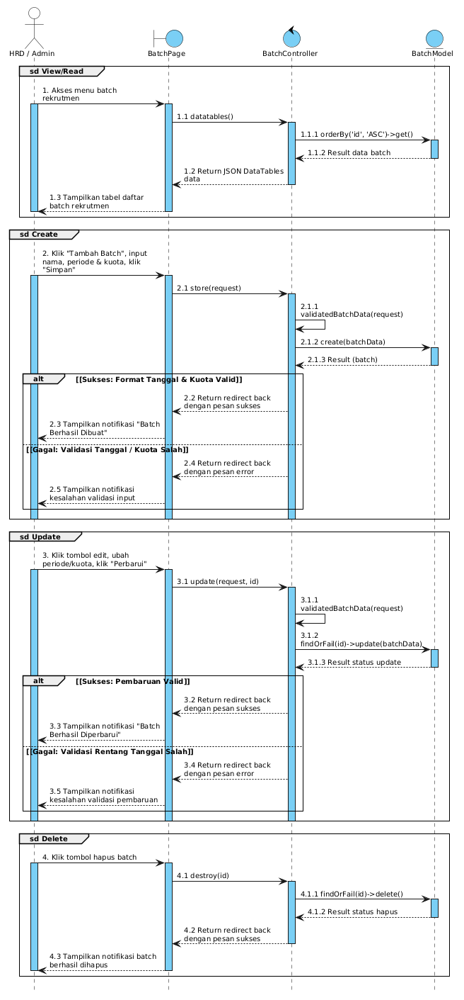 HRD / Admin
BatchPage
BatchController
BatchModel
sd View/Read
1. Akses menu batch
rekrutmen
1.1 datatables()
1.1.1 orderBy('id', 'ASC')->get()
1.1.2 Result data batch
1.2 Return JSON DataTables
data
1.3 Tampilkan tabel daftar
batch rekrutmen
sd Create
2. Klik "Tambah Batch", input
nama, periode & kuota, klik
"Simpan"
2.1 store(request)
2.1.1
validatedBatchData(request)
2.1.2 create(batchData)
2.1.3 Result (batch)
alt
[[Sukses: Format Tanggal & Kuota Valid]]
2.2 Return redirect back
dengan pesan sukses
2.3 Tampilkan notifikasi "Batch
Berhasil Dibuat"
[[Gagal: Validasi Tanggal / Kuota Salah]]
2.4 Return redirect back
dengan pesan error
2.5 Tampilkan notifikasi
kesalahan validasi input
sd Update
3. Klik tombol edit, ubah
periode/kuota, klik "Perbarui"
3.1 update(request, id)
3.1.1
validatedBatchData(request)
3.1.2
findOrFail(id)->update(batchData)
3.1.3 Result status update
alt
[[Sukses: Pembaruan Valid]]
3.2 Return redirect back
dengan pesan sukses
3.3 Tampilkan notifikasi "Batch
Berhasil Diperbarui"
[[Gagal: Validasi Rentang Tanggal Salah]]
3.4 Return redirect back
dengan pesan error
3.5 Tampilkan notifikasi
kesalahan validasi pembaruan
sd Delete
4. Klik tombol hapus batch
4.1 destroy(id)
4.1.1 findOrFail(id)->delete()
4.1.2 Result status hapus
4.2 Return redirect back
dengan pesan sukses
4.3 Tampilkan notifikasi batch
berhasil dihapus